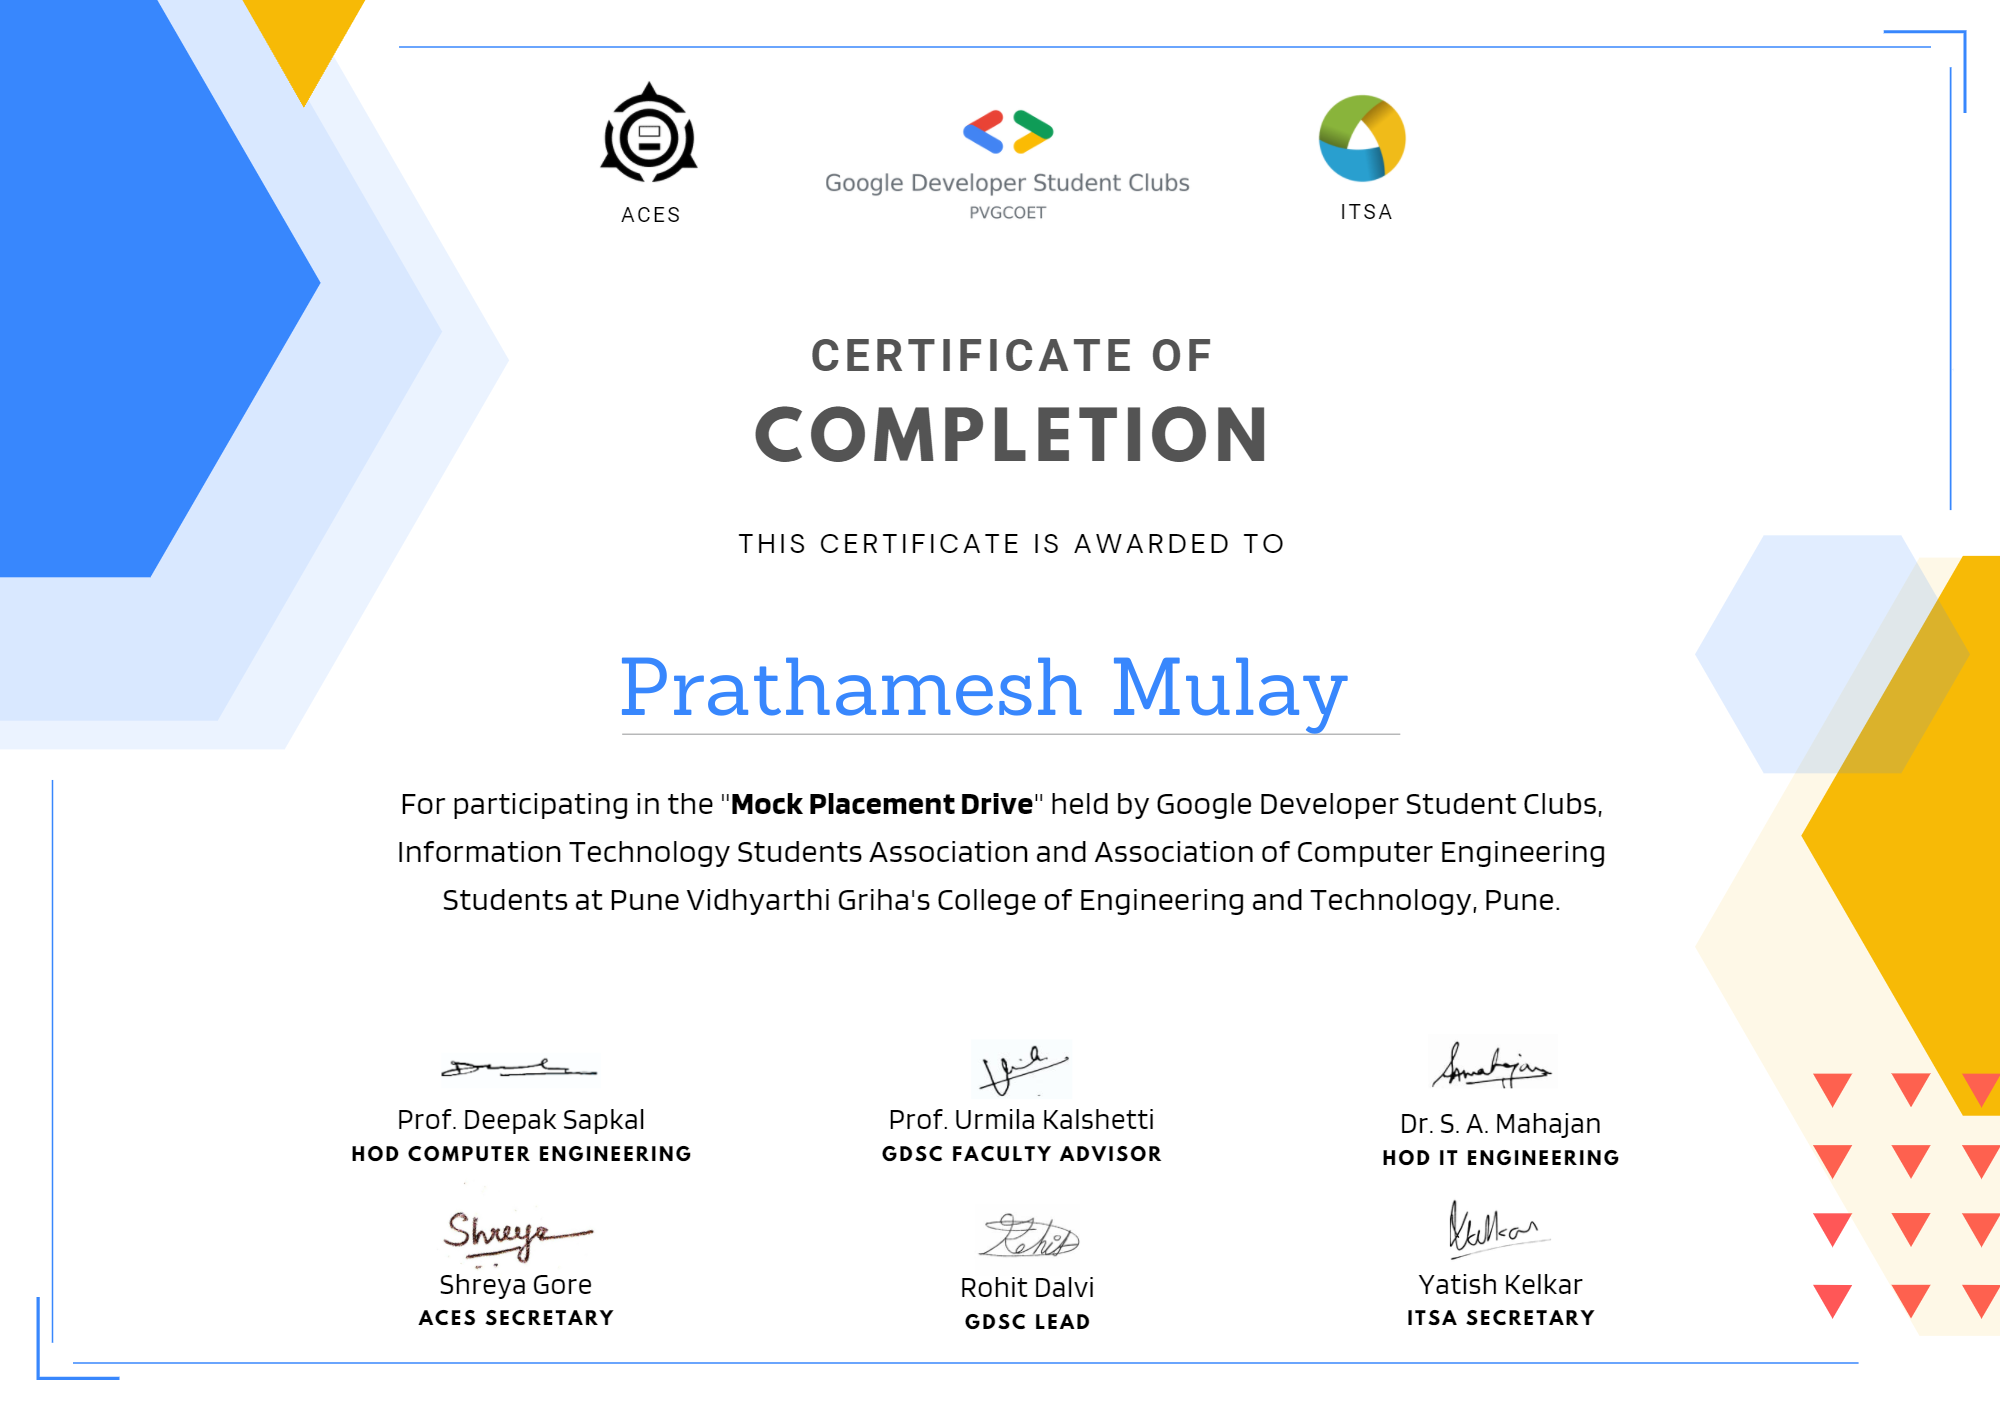 ACES
Google Developer Student Clubs
PVGCOET
ITSA
CERTIFICATE OF
COMPLETION
THIS CERTIFICATE IS AWARDED TO
Prathamesh Mulay
For participating in the "Mock Placement Drive" held by Google Developer Student Clubs,
Information Technology Students Association and Association of Computer Engineering
Students at Pune Vidhyarthi Griha's College of Engineering and Technology, Pune.
Prof. Deepak Sapkal
HOD COMPUTER ENGINEERING
Prof. Urmila Kalshetti
GDSC FACULTY ADVISOR
Smahajan
Dr. S. A. Mahajan
HOD IT ENGINEERING
Shreya
Shreya Gore
ACES SECRETARY
Rohit
Rohit Dalvi
GDSC LEAD
Yatish Kelkar
ITSA SECRETARY